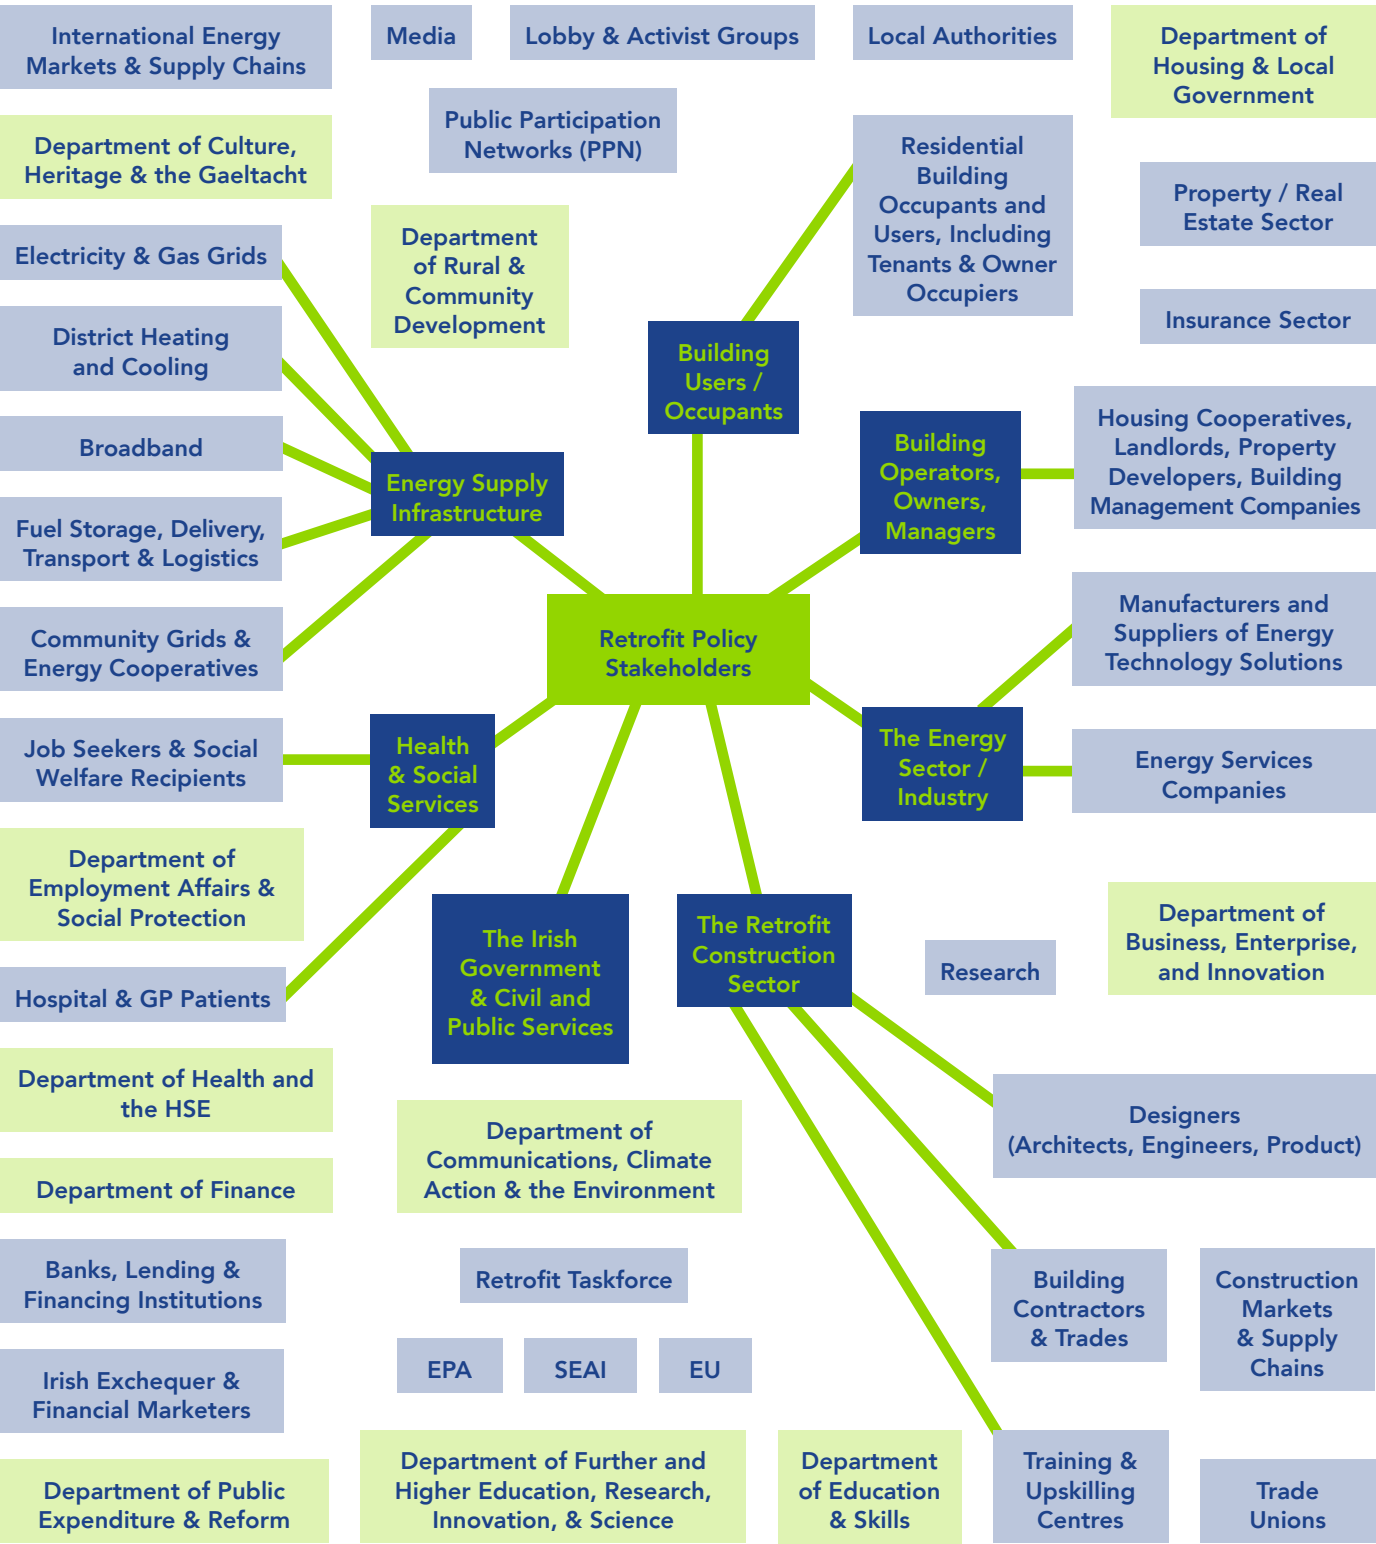 International Energy
Markets & Supply Chains
Media
Lobby & Activist Groups
Local Authorities
Department of
Housing & Local
Government
Public Participation
Networks (PPN)
Department of Culture,
Heritage & the Gaeltacht
Residential
Building
Occupants and
Users, Including
Tenants & Owner
Occupiers
Property / Real
Estate Sector
Department
of Rural &
Community
Development
Electricity & Gas Grids
Insurance Sector
District Heating
and Cooling
Building
Users /
Occupants
Housing Cooperatives,
Landlords, Property
Developers, Building
Management Companies
Building
Operators,
Owners,
Managers
Broadband
Energy Supply
Infrastructure
Fuel Storage, Delivery,
Transport & Logistics
Manufacturers and
Suppliers of Energy
Technology Solutions
Retrofit Policy
Stakeholders
Community Grids &
Energy Cooperatives
The Energy
Sector /
Industry
Energy Services
Companies
Health
& Social
Services
Job Seekers & Social
Welfare Recipients
Department of
Employment Affairs &
Social Protection
The Irish
Government
& Civil and
Public Services
The Retrofit
Construction
Sector
Research
Department of
Business, Enterprise,
and Innovation
Hospital & GP Patients
Department of Health and
the HSE
Department of
Communications, Climate
Action & the Environment
Designers
(Architects, Engineers, Product)
Department of Finance
Banks, Lending &
Financing Institutions
Retrofit Taskforce
Building
Contractors
& Trades
Construction
Markets
& Supply
Chains
EPA
SEAI
EU
Irish Exchequer &
Financial Marketers
Department of Public
Expenditure & Reform
Department of Further and
Higher Education, Research,
Innovation, & Science
Department
of Education
& Skills
Training &
Upskilling
Centres
Trade
Unions